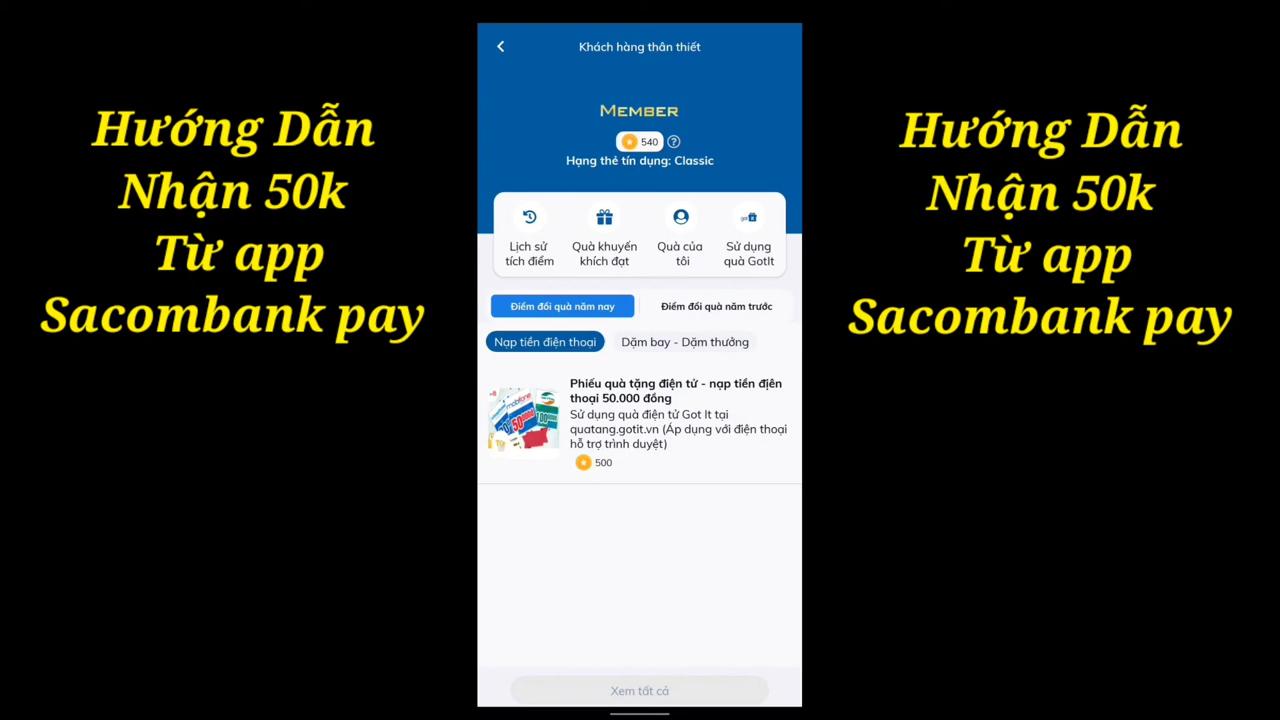 Hướng Dẫn
Nhận 50k
Từ app
Sacombank pay
Khách hàng thân thiết
MEMBER
540 ?
Hạng thẻ tín dụng: Classic
Lịch sử
tích điểm
Quà khuyến
khích đạt
Quà của
tôi
Sử dụng
quà GotIt
Điểm đổi quà năm nay
Điểm đổi quà năm trước
Nạp tiền điện thoại
Dặm bay - Dặm thưởng
Phiếu quà tặng điện tử - nạp tiền điện
thoại 50.000 đồng
Sử dụng quà điện tử Got It tại
quatang.gotit.vn (Áp dụng với điện thoại
hỗ trợ trình duyệt)
500
Xem tất cả
Hướng Dẫn
Nhận 50k
Từ app
Sacombank pay